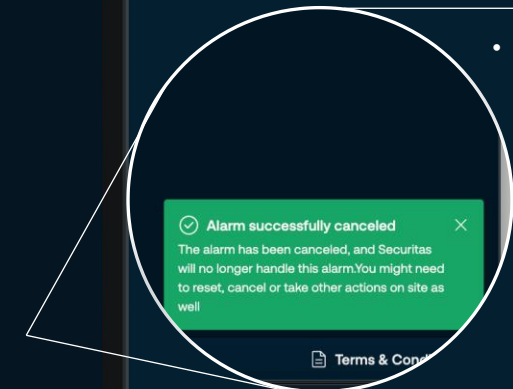 Alarm successfully canceled
The alarm has been canceled, and Securitas
will no longer handle this alarm.You might need
to reset, cancel or take other actions on site as
well
Terms &